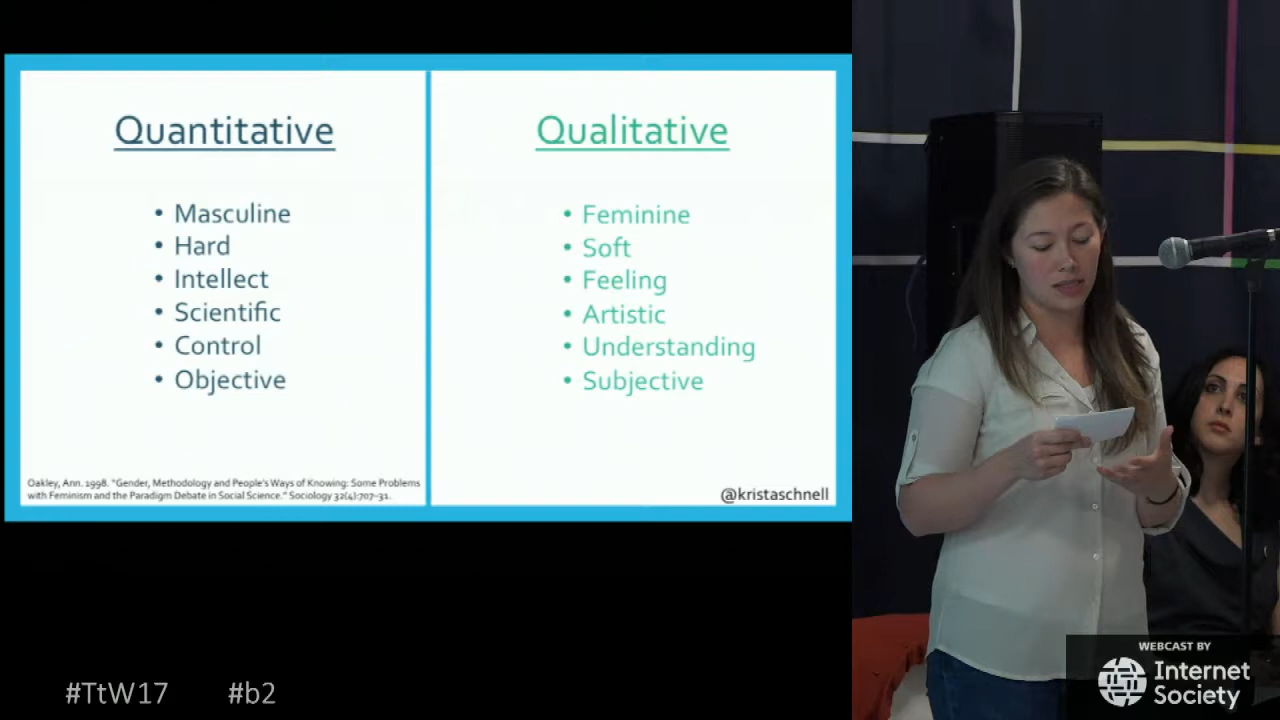 Quantitative
• Masculine
• Hard
• Intellect
• Scientific
• Control
• Objective
Oakley, Ann. 1998. "Gender, Methodology and People's Ways of Knowing: Some Problems
with Feminism and the Paradigm Debate in Social Science." Sociology 32(4):707-31.
Qualitative
• Feminine
• Soft
• Feeling
• Artistic
• Understanding
• Subjective
@kristaschnell
#TtW17 #b2
WEBCAST BY
Internet
Society